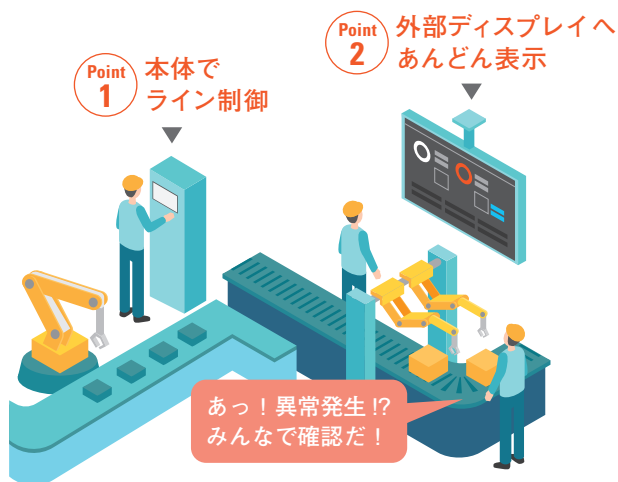 Point
1
本体で
ライン制御
Point
2
外部ディスプレイへ
あんどん表示
あっ！異常発生!?
みんなで確認だ！